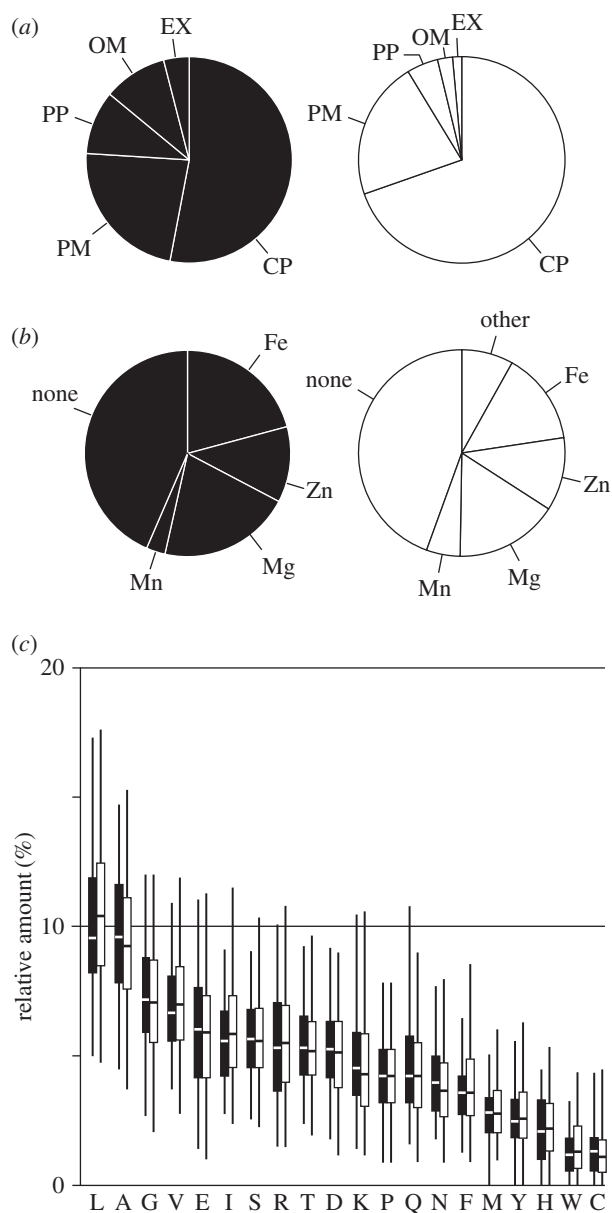 (a)
EX
OM
PP
PM
CP
EX
OM
PP
PM
CP
(b)
none
Fe
Zn
Mg
Mn
other
none
Fe
Zn
Mg
Mn
(c)
20
10
0
relative amount (%)
L A G V E I S R T D K P Q N F M Y H W C